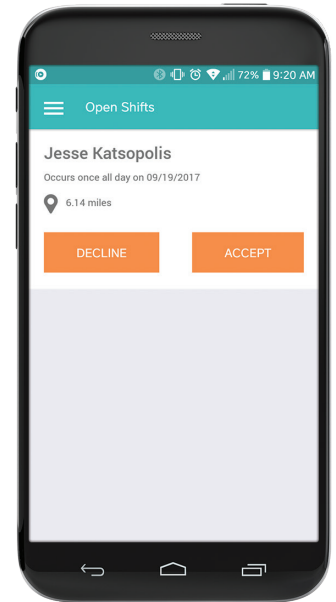 72% 9:20 AM
Open Shifts
Jesse Katsopolis
Occurs once all day on 09/19/2017
6.14 miles
DECLINE ACCEPT